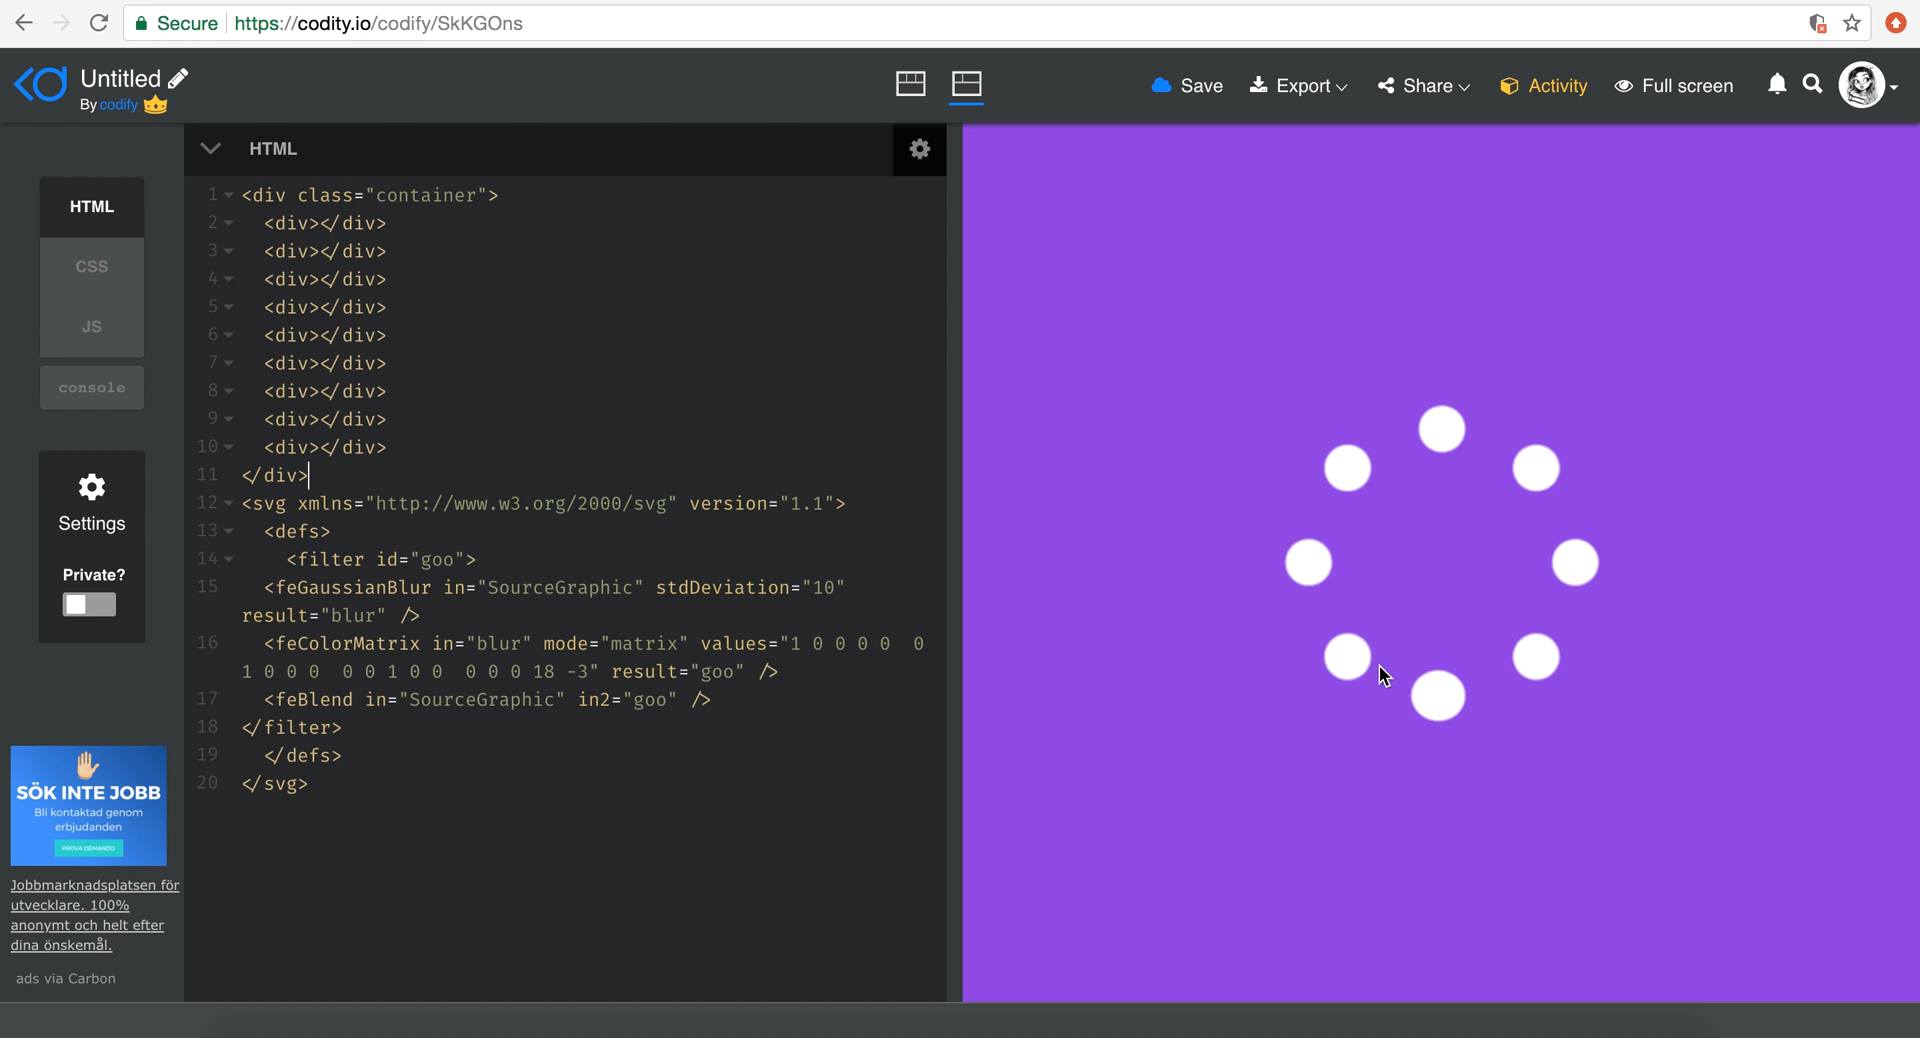 Secure https://codity.io/codify/SkKGOns
Untitled
By codify
Save Export Share Activity Full screen
HTML
CSS
JS
console
Settings
Private?
SÖK INTE JOBB
Bli kontaktad genom
erbjudanden
PROVA DEMANDO
Jobbmarknadsplatsen för
utvecklare. 100%
anonymt och helt efter
dina önskemål.
ads via Carbon
HTML
1 <div class="container">
2 <div></div>
3 <div></div>
4 <div></div>
5 <div></div>
6 <div></div>
7 <div></div>
8 <div></div>
9 <div></div>
10 <div></div>
11 </div>
12 <svg xmlns="http://www.w3.org/2000/svg" version="1.1">
13 <defs>
14 <filter id="goo">
15 <feGaussianBlur in="SourceGraphic" stdDeviation="10"
result="blur" />
16 <feColorMatrix in="blur" mode="matrix" values="1 0 0 0 0  0
1 0 0 0  0 0 1 0 0  0 0 0 18 -3" result="goo" />
17 <feBlend in="SourceGraphic" in2="goo" />
18 </filter>
19 </defs>
20 </svg>